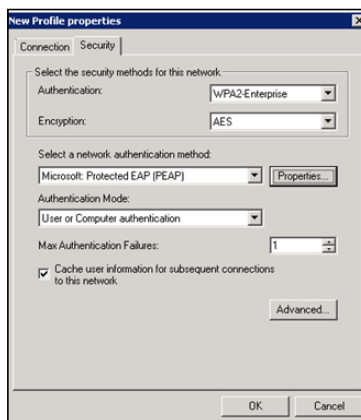 New Profile properties
Connection Security
Select the security methods for this network
Authentication: WPA2-Enterprise
Encryption: AES
Select a network authentication method:
Microsoft: Protected EAP (PEAP) Properties...
Authentication Mode:
User or Computer authentication
Max Authentication Failures: 1
Cache user information for subsequent connections
to this network
Advanced...
OK Cancel